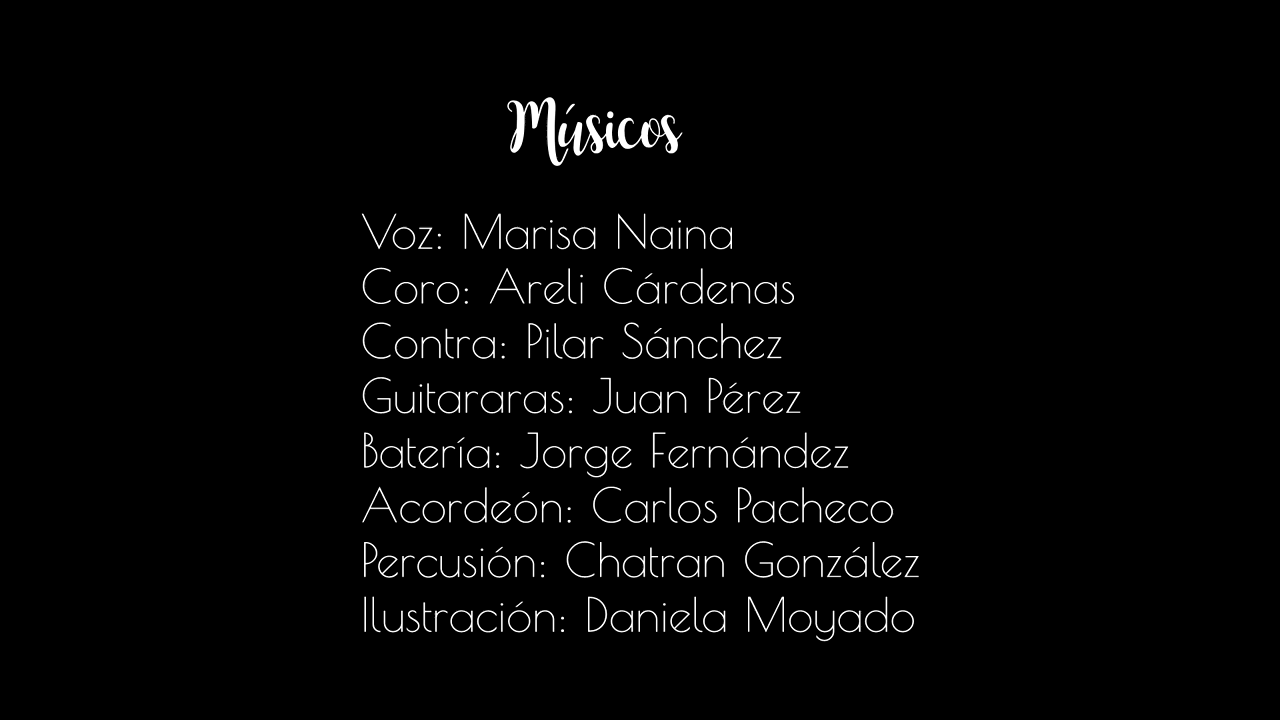 Músicos
Voz: Marisa Naina
Coro: Areli Cárdenas
Contra: Pilar Sánchez
Guitararas: Juan Pérez
Batería: Jorge Fernández
Acordeón: Carlos Pacheco
Percusión: Chatran González
Ilustración: Daniela Moyado